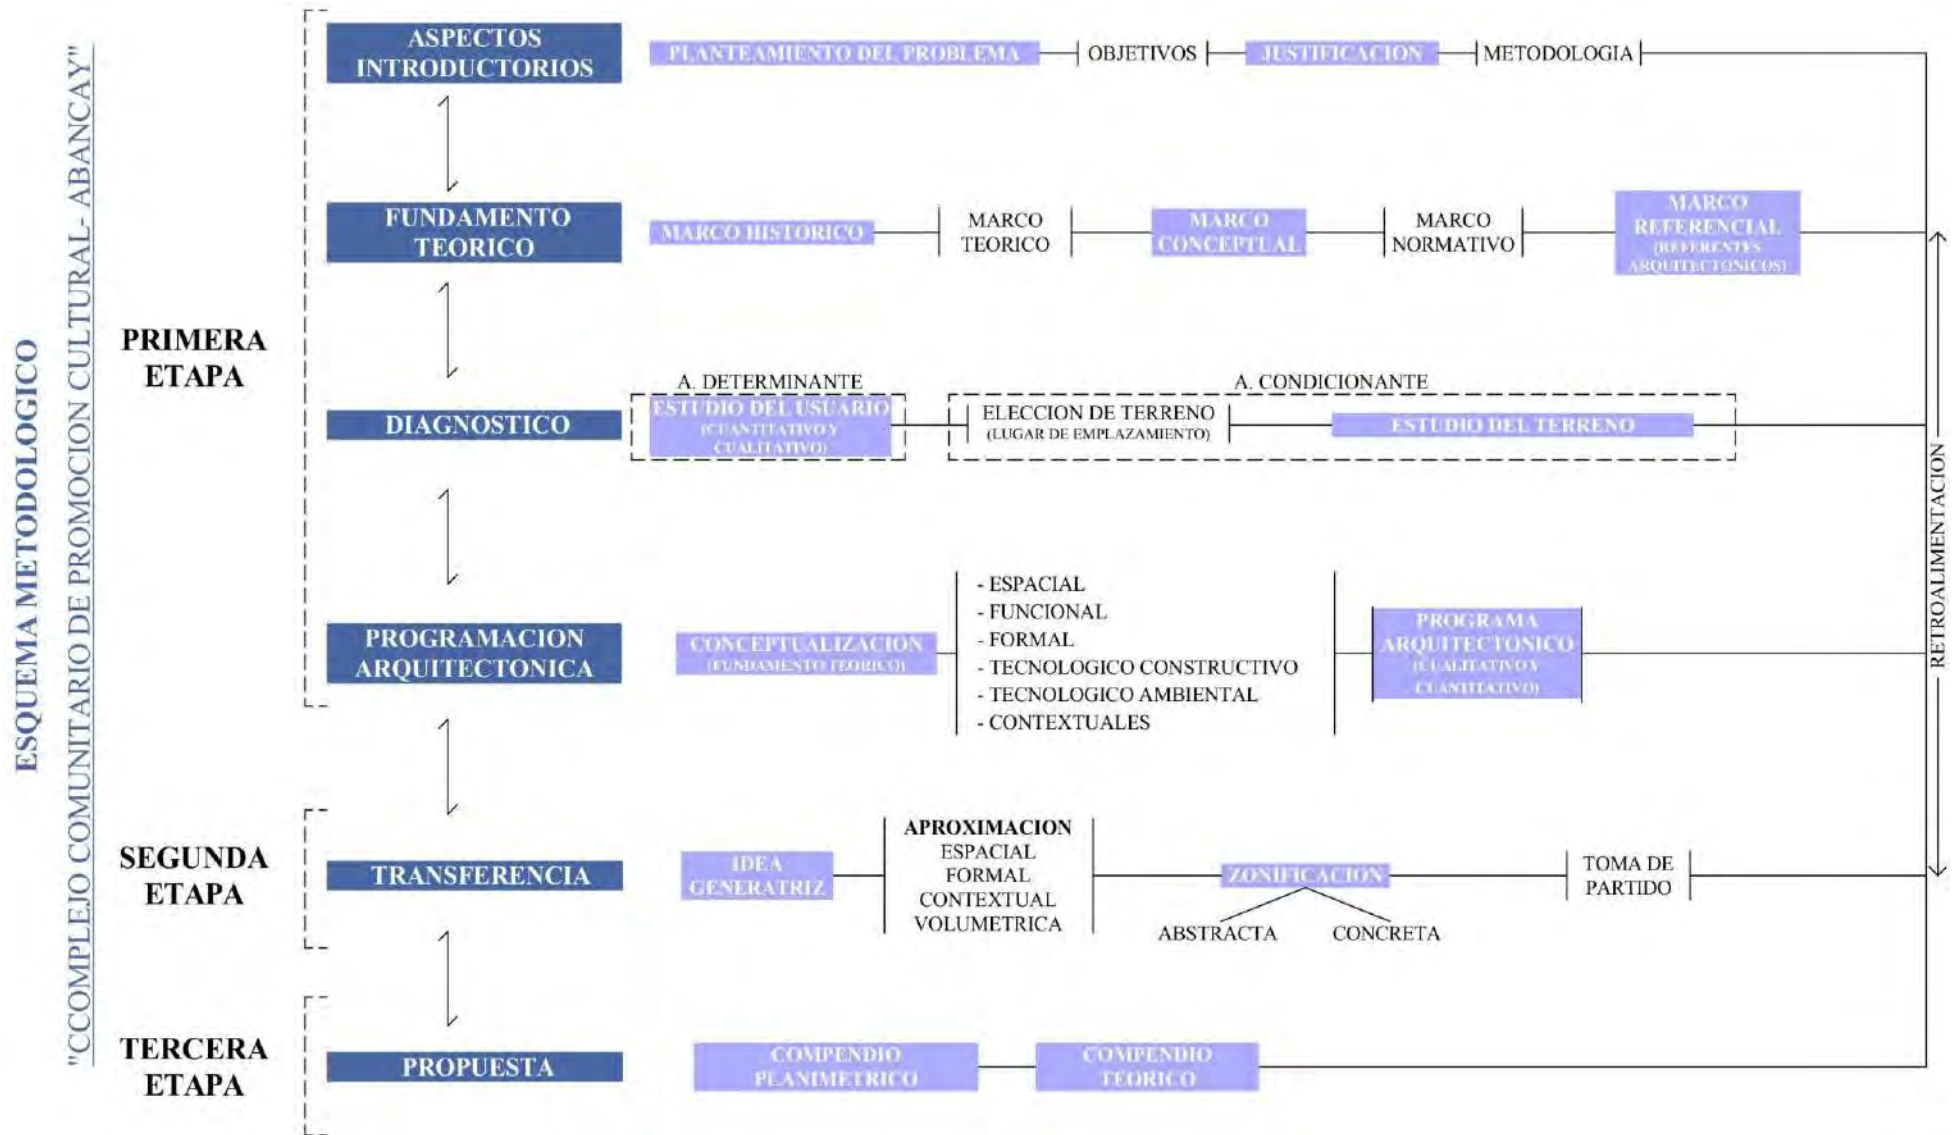 ESQUEMA METODOLOGICO
"CCOMPLEJO COMUNITARIO DE PROMOCION CULTURAL- ABANCAY"
PRIMERA
ETAPA
ASPECTOS
INTRODUCTORIOS
PLANTEAMIENTO DEL PROBLEMA
OBJETIVOS
JUSTIFICACION
METODOLOGIA
FUNDAMENTO
TEORICO
MARCO HISTORICO
MARCO
TEORICO
MARCO
CONCEPTUAL
MARCO
NORMATIVO
MARCO
REFERENCIAL
(REFERENTES
ARQUITECTONICOS)
DIAGNOSTICO
A. DETERMINANTE
ESTUDIO DEL USUARIO
(CUANTITATIVO Y
CUALITATIVO)
A. CONDICIONANTE
ELECCION DE TERRENO
(LUGAR DE EMPLAZAMIENTO)
ESTUDIO DEL TERRENO
PROGRAMACION
ARQUITECTONICA
CONCEPTUALIZACION
(FUNDAMENTO TEORICO)
- ESPACIAL
- FUNCIONAL
- FORMAL
- TECNOLOGICO CONSTRUCTIVO
- TECNOLOGICO AMBIENTAL
- CONTEXTUALES
PROGRAMA
ARQUITECTONICO
(CUALITATIVO Y
CUANTITATIVO)
SEGUNDA
ETAPA
TRANSFERENCIA
IDEA
GENERATRIZ
APROXIMACION
ESPACIAL
FORMAL
CONTEXTUAL
VOLUMETRICA
ZONIFICACION
ABSTRACTA
CONCRETA
TOMA DE
PARTIDO
TERCERA
ETAPA
PROPUESTA
COMPENDIO
PLANIMETRICO
COMPENDIO
TEORICO
RETROALIMENTACION